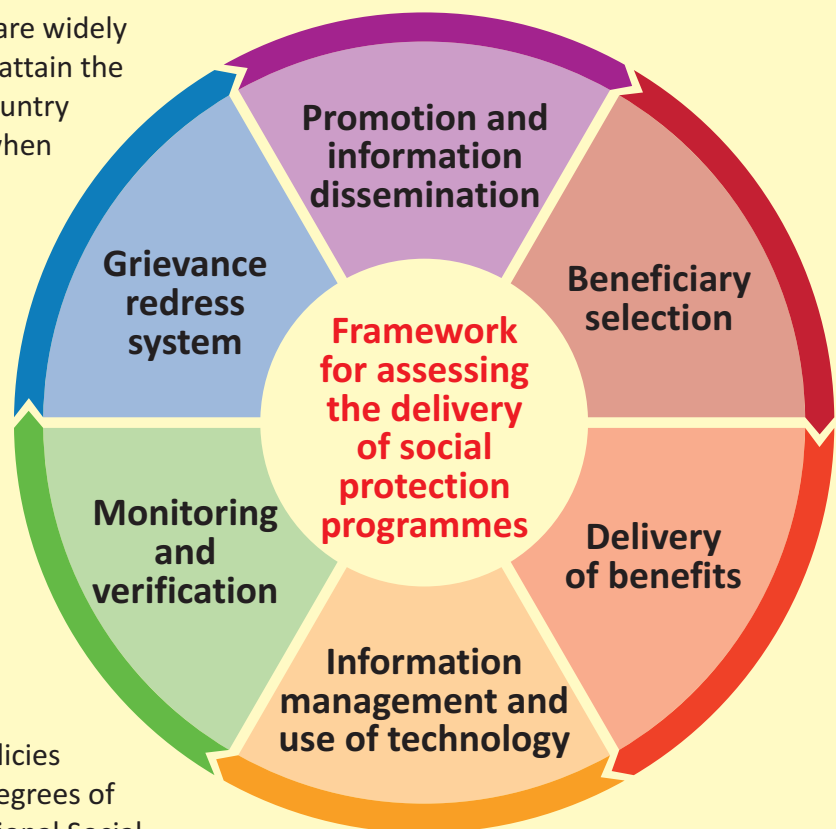 are widely
attain the
untry
when
Promotion and
information
dissemination
Beneficiary
selection
Delivery
of benefits
Information
management and
use of technology
Monitoring
and
verification
Grievance
redress
system
Framework
for assessing
the delivery
of social
protection
programmes
licies
egrees of
ional Social